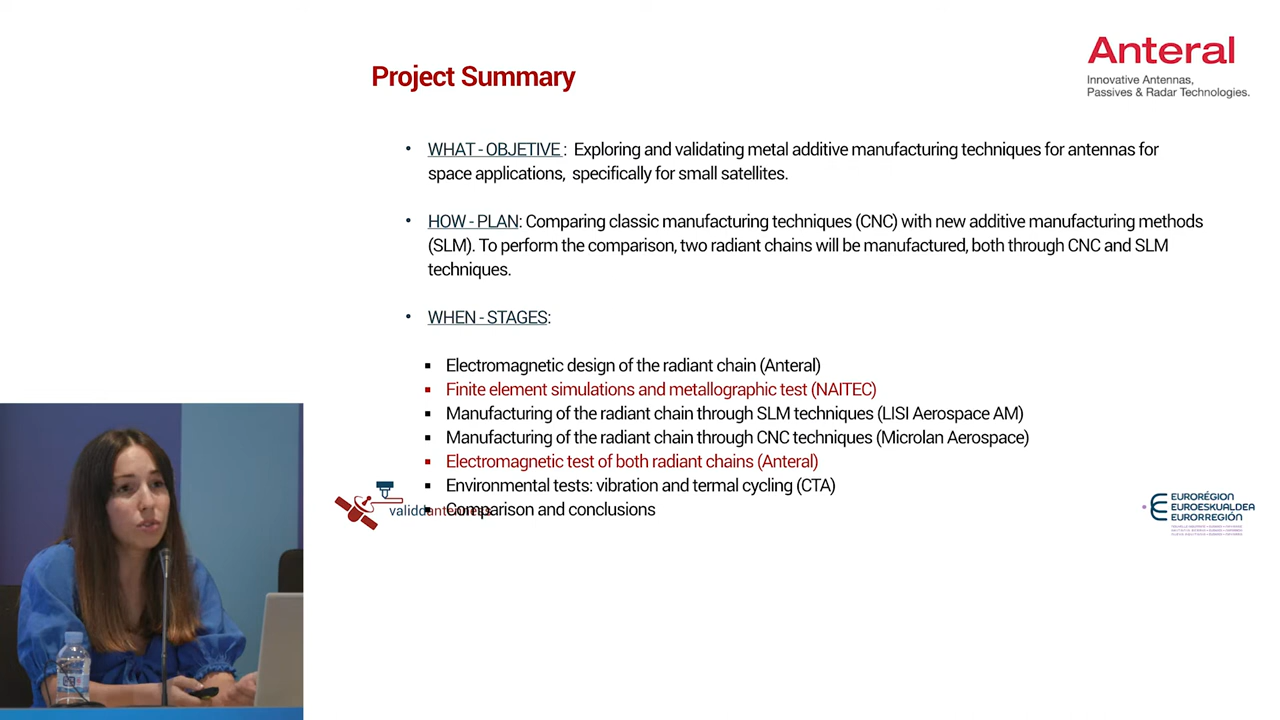 Anteral
Innovative Antennas,
Passives & Radar Technologies.
Project Summary
• WHAT - OBJETIVE : Exploring and validating metal additive manufacturing techniques for antennas for
space applications, specifically for small satellites.
• HOW - PLAN: Comparing classic manufacturing techniques (CNC) with new additive manufacturing methods
(SLM). To perform the comparison, two radiant chains will be manufactured, both through CNC and SLM
techniques.
• WHEN - STAGES:
▪ Electromagnetic design of the radiant chain (Anteral)
▪ Finite element simulations and metallographic test (NAITEC)
▪ Manufacturing of the radiant chain through SLM techniques (LISI Aerospace AM)
▪ Manufacturing of the radiant chain through CNC techniques (Microlan Aerospace)
▪ Electromagnetic test of both radiant chains (Anteral)
▪ Environmental tests: vibration and termal cycling (CTA)
▪ Comparison and conclusions
EURORÉGION
EUROESKUALDEA
EURORREGIÓN